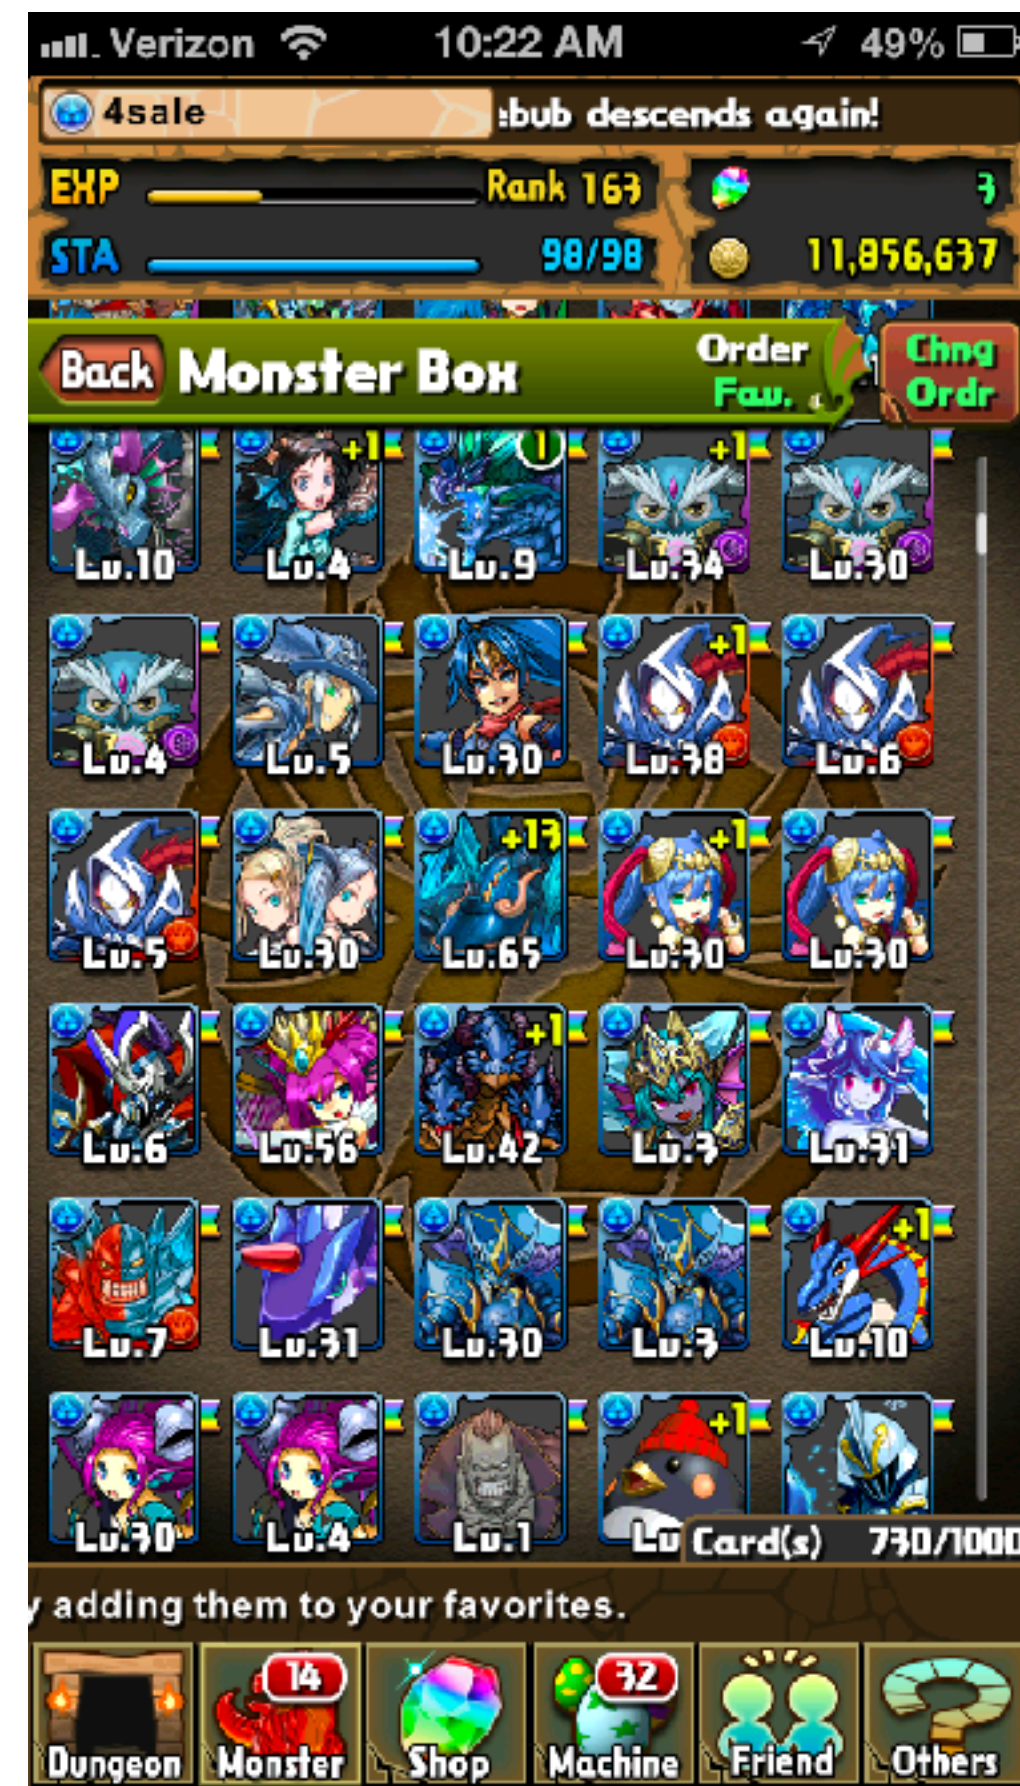 Verizon 10:22 AM 49%
4sale :bub descends again!
EXP Rank 163 3
STA 98/98 11,856,637
Back Monster Box Order Fav. Chng Ordr
+1 1 +1
Lv.10 Lv.4 Lv.9 Lv.34 Lv.30
+1
Lv.4 Lv.5 Lv.30 Lv.38 Lv.6
+13 +1
Lv.5 Lv.30 Lv.65 Lv.30 Lv.30
+1
Lv.6 Lv.56 Lv.42 Lv.3 Lv.31
+1
Lv.7 Lv.31 Lv.30 Lv.3 Lv.10
+1
Lv.30 Lv.4 Lv.1 Lv Card(s) 730/1000
y adding them to your favorites.
14 32
Dungeon Monster Shop Machine Friend Others